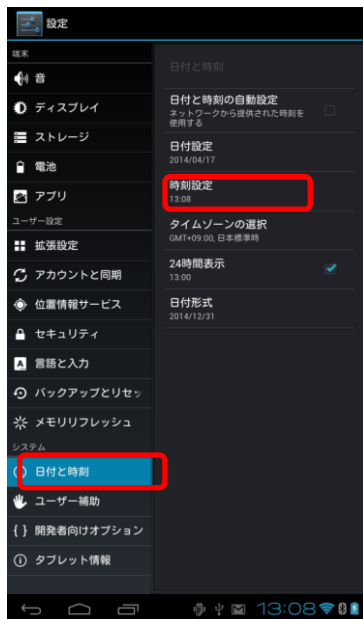 設定
端末
音
ディスプレイ
ストレージ
電池
アプリ
ユーザー設定
拡張設定
アカウントと同期
位置情報サービス
セキュリティ
言語と入力
バックアップとリセッ
メモリリフレッシュ
システム
日付と時刻
ユーザー補助
開発者向けオプション
タブレット情報
日付と時刻
日付と時刻の自動設定
ネットワークから提供された時刻を
使用する
日付設定
2014/04/17
時刻設定
13:08
タイムゾーンの選択
GMT+09:00, 日本標準時
24時間表示
13:00
日付形式
2014/12/31
13:08